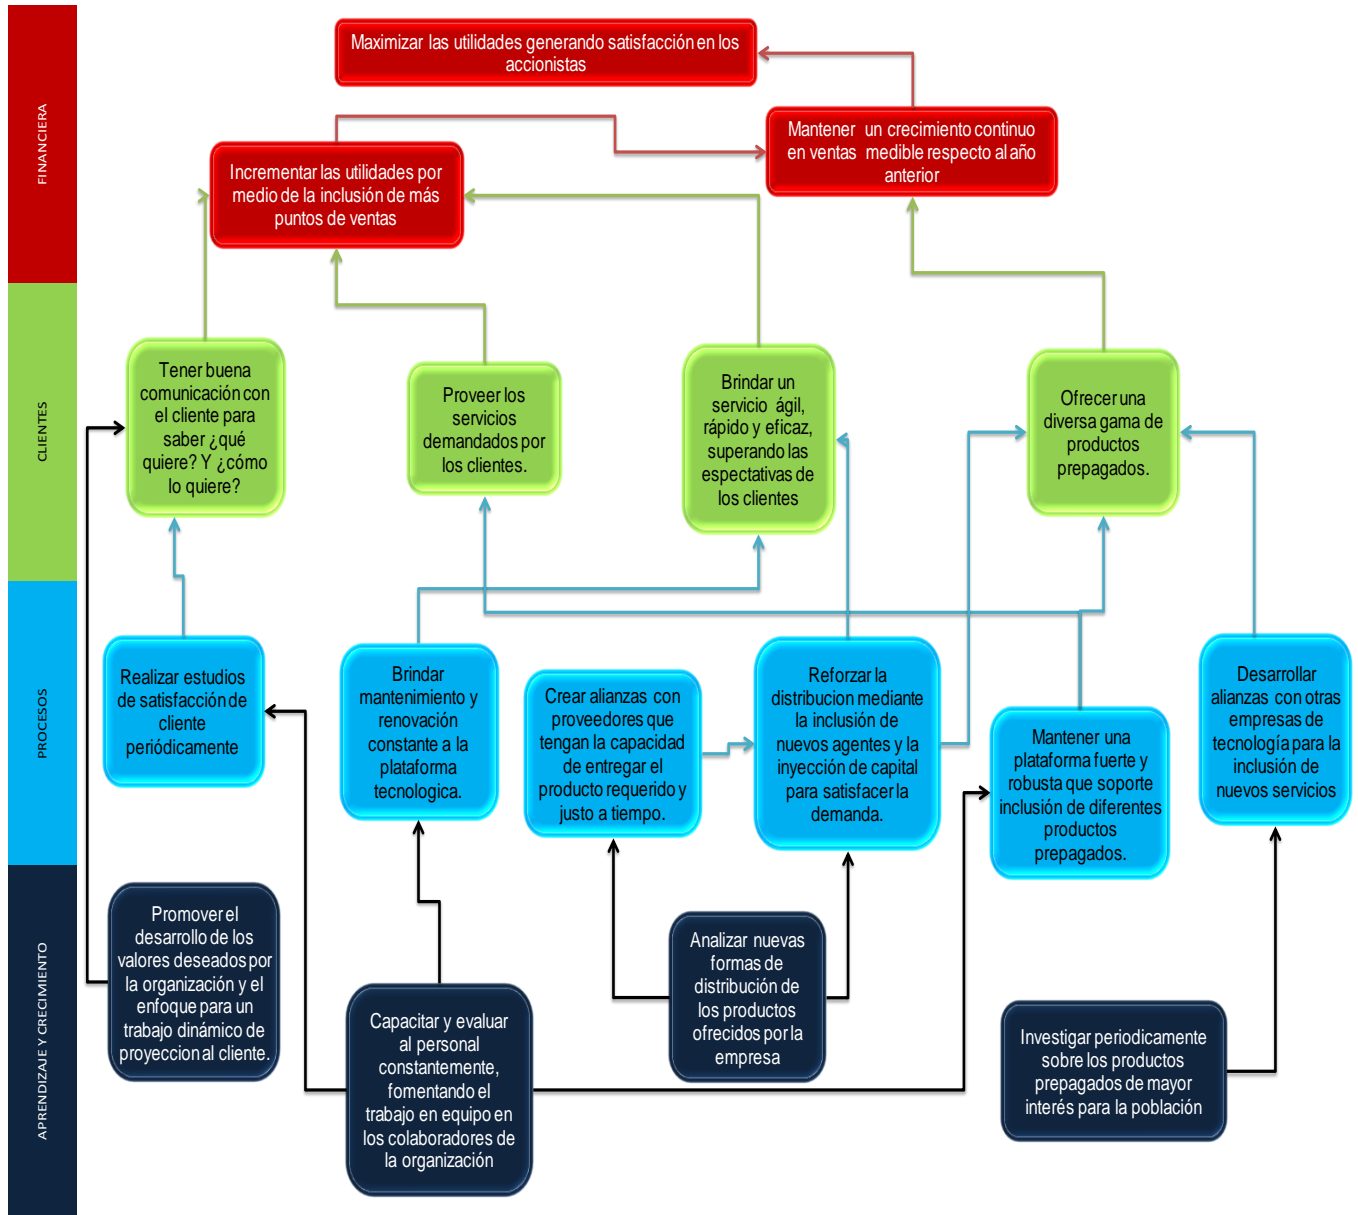 FINANCIERA
Maximizar las utilidades generando satisfacción en los
accionistas
Mantener un crecimiento continuo
en ventas medible respecto al año
anterior
Incrementar las utilidades por
medio de la inclusión de más
puntos de ventas
CLIENTES
Tener buena
comunicación con
el cliente para
saber ¿qué
quiere? Y ¿cómo
lo quiere?
Proveer los
servicios
demandados por
los clientes.
Brindar un
servicio ágil,
rápido y eficaz,
superando las
espectativas de
los clientes
Ofrecer una
diversa gama de
productos
prepagados.
PROCESOS
Realizar estudios
de satisfacción de
cliente
periódicamente
Brindar
mantenimiento y
renovación
constante a la
plataforma
tecnologica.
Crear alianzas con
proveedores que
tengan la capacidad
de entregar el
producto requerido y
justo a tiempo.
Reforzar la
distribucion mediante
la inclusión de
nuevos agentes y la
inyección de capital
para satisfacer la
demanda.
Mantener una
plataforma fuerte y
robusta que soporte
inclusión de diferentes
productos
prepagados.
Desarrollar
alianzas con otras
empresas de
tecnología para la
inclusión de
nuevos servicios
APRENDIZAJE Y CRECIMIENTO
Promover el
desarrollo de los
valores deseados por
la organización y el
enfoque para un
trabajo dinámico de
proyeccion al cliente.
Capacitar y evaluar
al personal
constantemente,
fomentando el
trabajo en equipo en
los colaboradores de
la organización
Analizar nuevas
formas de
distribución de
los productos
ofrecidos por la
empresa
Investigar periodicamente
sobre los productos
prepagados de mayor
interés para la población